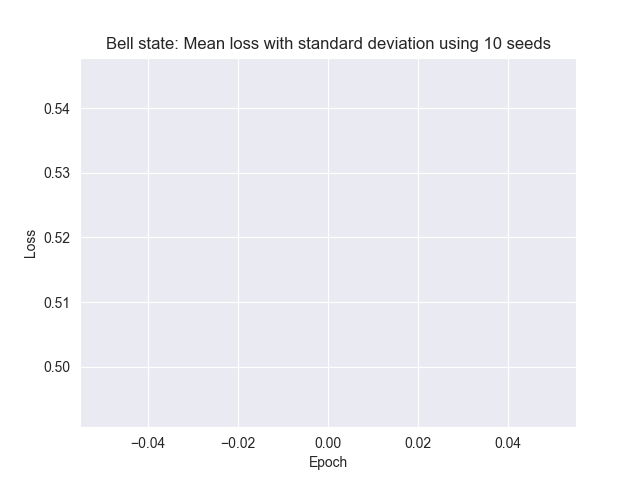 Bell state: Mean loss with standard deviation using 10 seeds
0.54
0.53
0.52
0.51
0.50
Loss
−0.04 −0.02 0.00 0.02 0.04
Epoch